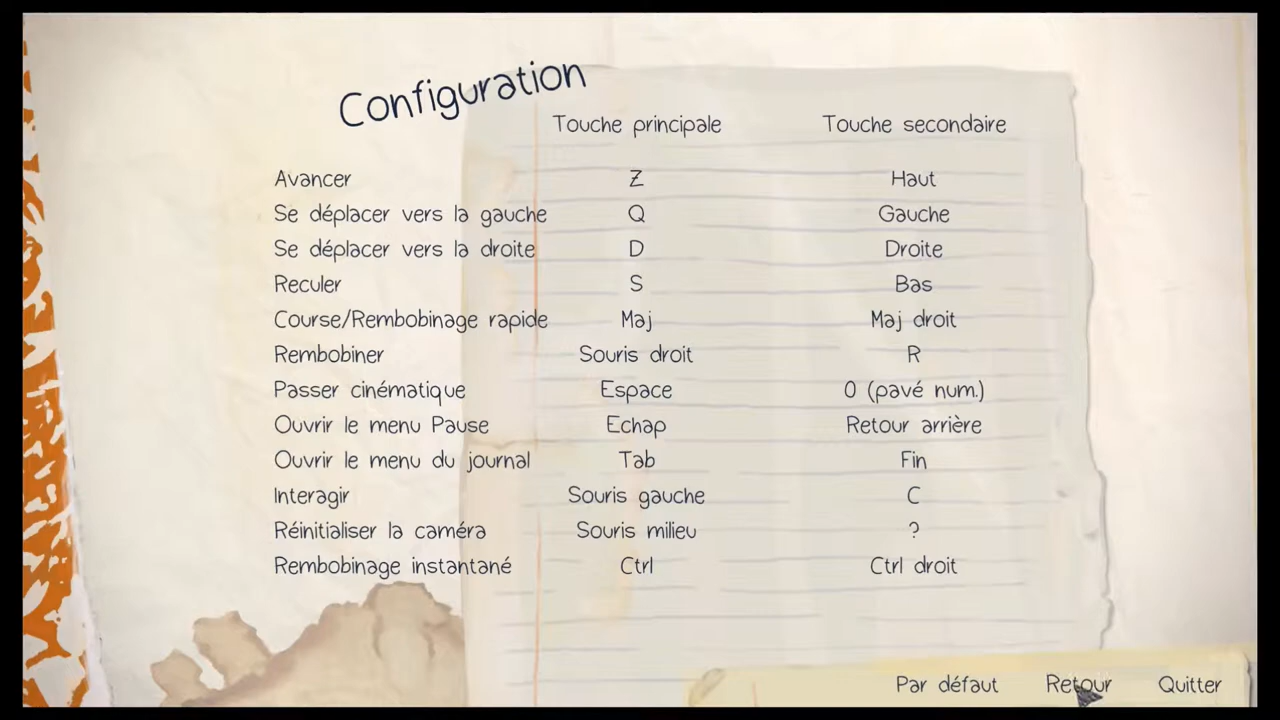 Configuration
Touche principale Touche secondaire
Avancer Z Haut
Se déplacer vers la gauche Q Gauche
Se déplacer vers la droite D Droite
Reculer S Bas
Course/Rembobinage rapide Maj Maj droit
Rembobiner Souris droit R
Passer cinématique Espace 0 (pavé num.)
Ouvrir le menu Pause Echap Retour arrière
Ouvrir le menu du journal Tab Fin
Interagir Souris gauche C
Réinitialiser la caméra Souris milieu ?
Rembobinage instantané Ctrl Ctrl droit
Par défaut Retour Quitter